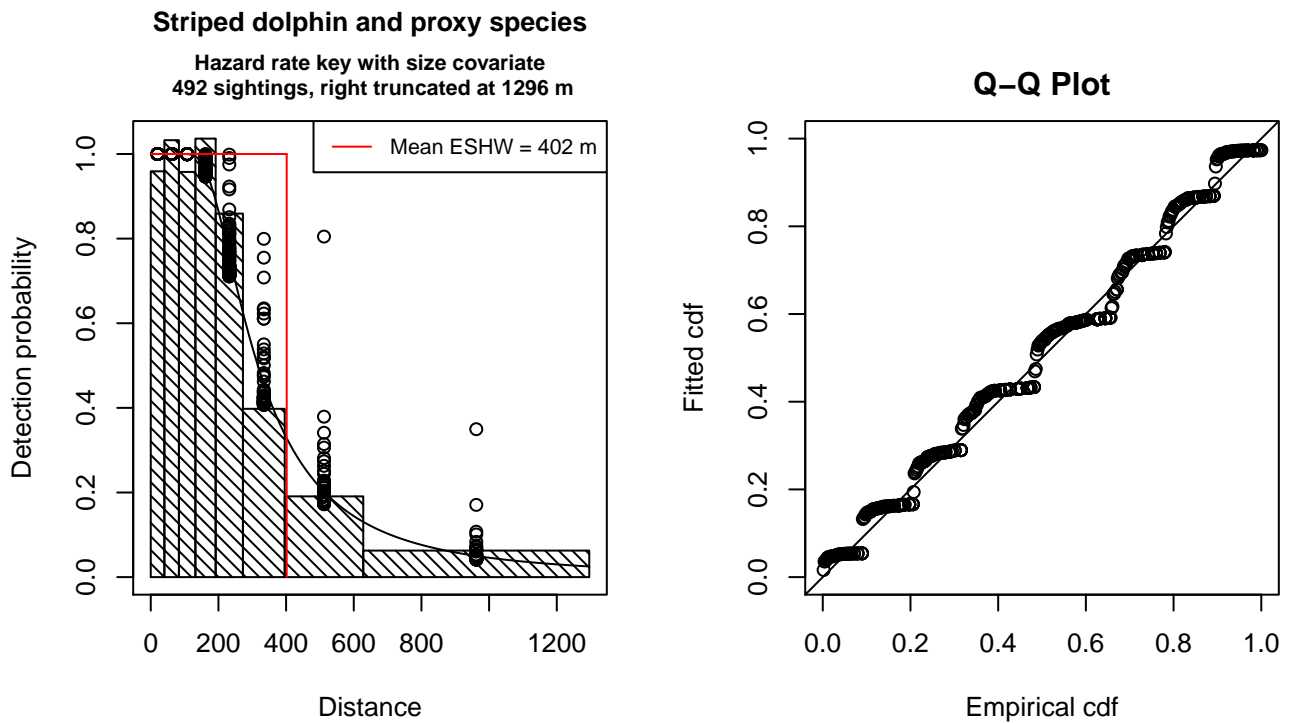 Striped dolphin and proxy species
Hazard rate key with size covariate
492 sightings, right truncated at 1296 m
Mean ESHW = 402 m
Detection probability
0.0 0.2 0.4 0.6 0.8 1.0
0 200 400 600 800 1200
Distance
Q−Q Plot
Fitted cdf
0.0 0.2 0.4 0.6 0.8 1.0
0.0 0.2 0.4 0.6 0.8 1.0
Empirical cdf